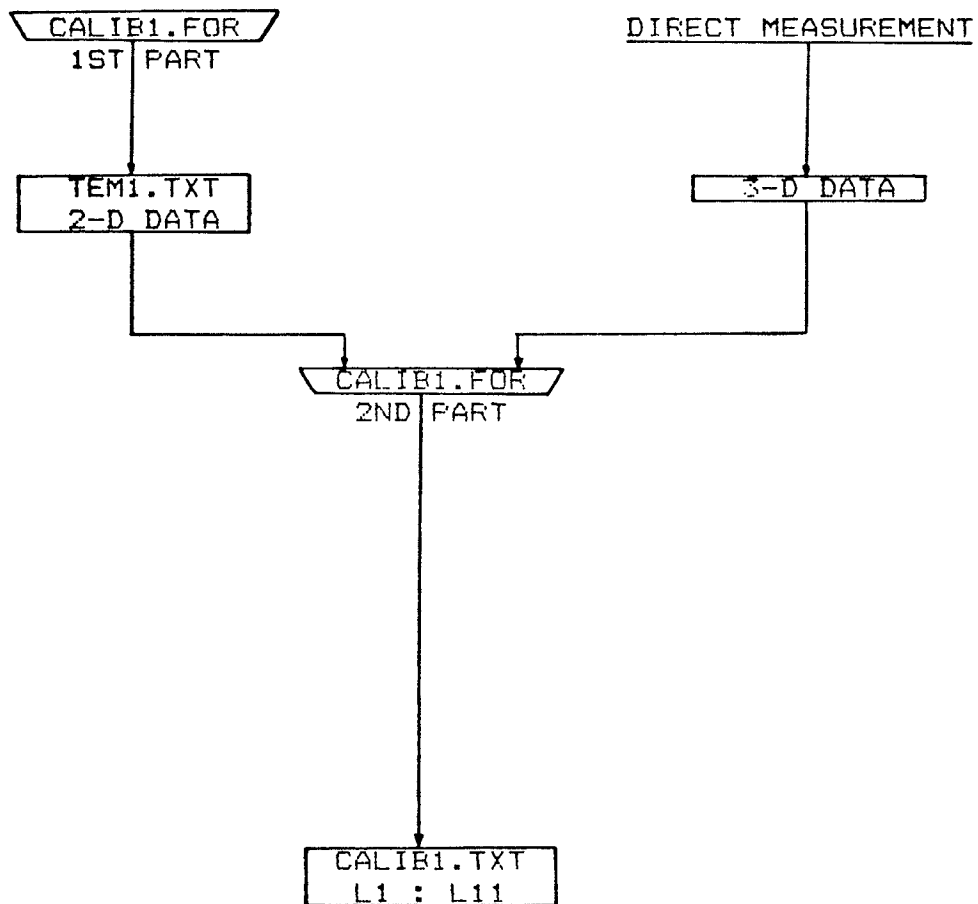 CALIB1.FOR
1ST PART
DIRECT MEASUREMENT
TEM1.TXT
2-D DATA
3-D DATA
CALIB1.FOR
2ND PART
CALIB1.TXT
L1 : L11